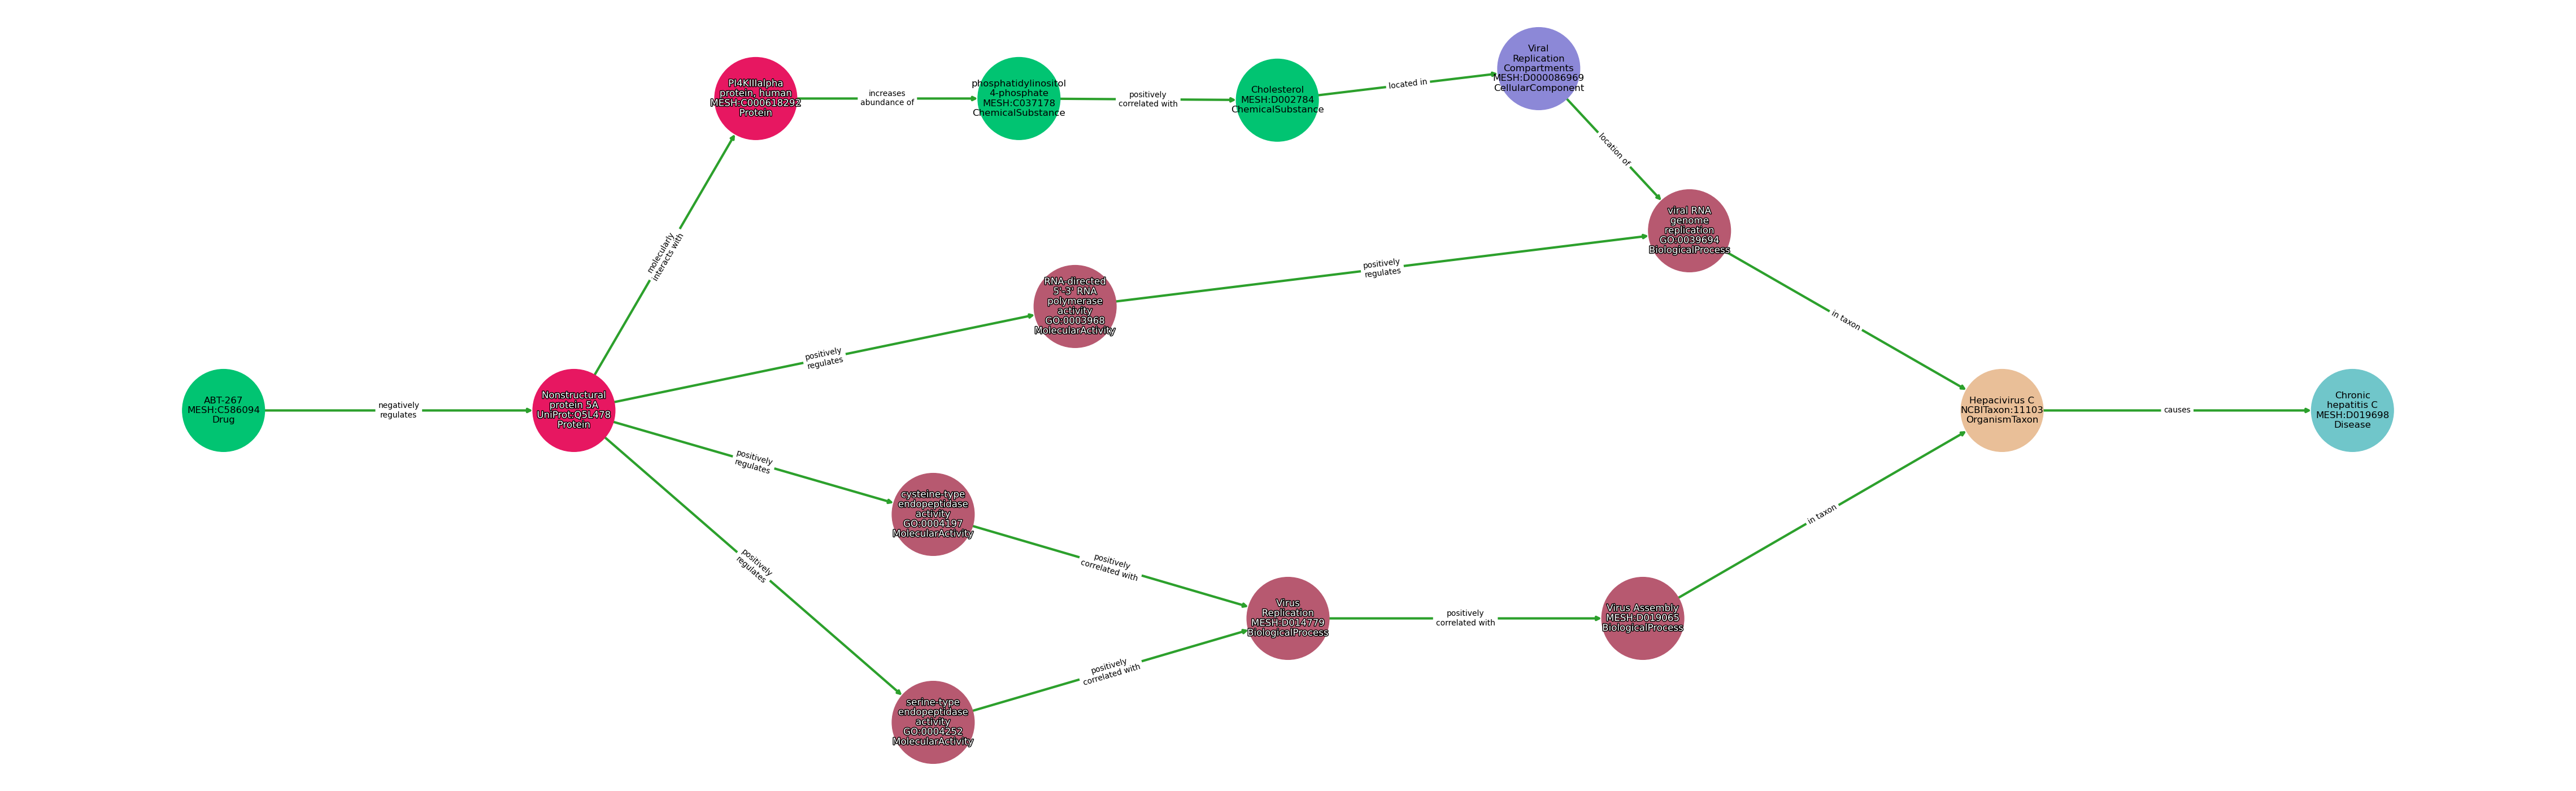 Viral
Replication
Compartments
MESH:D000086969
CellularComponent
PI4KIIIalpha
protein, human
MESH:C000618292
Protein
increases
abundance of
phosphatidylinositol
4-phosphate
MESH:C037178
ChemicalSubstance
positively
correlated with
Cholesterol
MESH:D002784
ChemicalSubstance
located in
location of
viral RNA
genome
replication
GO:0039694
BiologicalProcess
molecularly
interacts with
RNA-directed
5'-3' RNA
polymerase
activity
GO:0003968
MolecularActivity
positively
regulates
in taxon
positively
regulates
ABT-267
MESH:C586094
Drug
negatively
regulates
Nonstructural
protein 5A
UniProt:Q5L478
Protein
Hepacivirus C
NCBITaxon:11103
OrganismTaxon
causes
Chronic
hepatitis C
MESH:D019698
Disease
positively
regulates
cysteine-type
endopeptidase
activity
GO:0004197
MolecularActivity
in taxon
positively
regulates
positively
correlated with
Virus
Replication
MESH:D014779
BiologicalProcess
positively
correlated with
Virus Assembly
MESH:D019065
BiologicalProcess
positively
correlated with
serine-type
endopeptidase
activity
GO:0004252
MolecularActivity